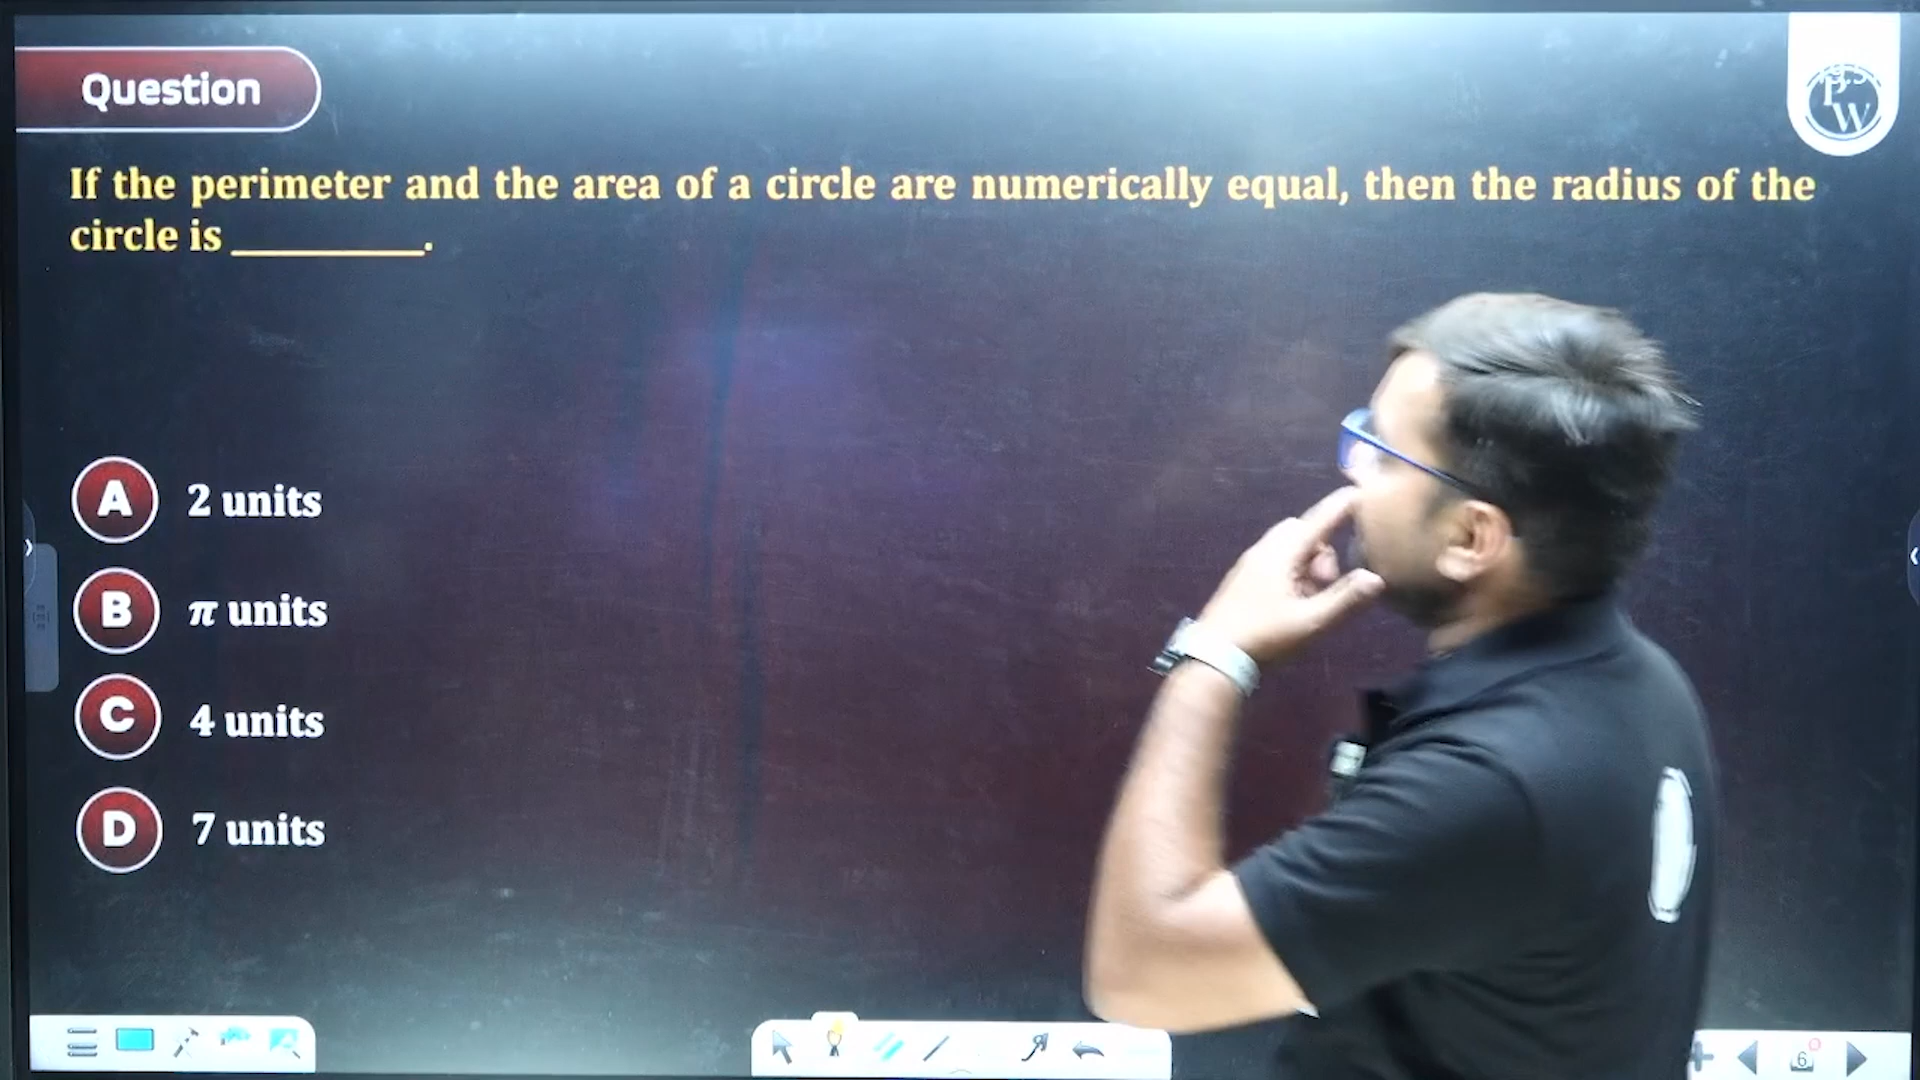 Question
If the perimeter and the area of a circle are numerically equal, then the radius of the
circle is ________.
A 2 units
B π units
C 4 units
D 7 units
P
W
6